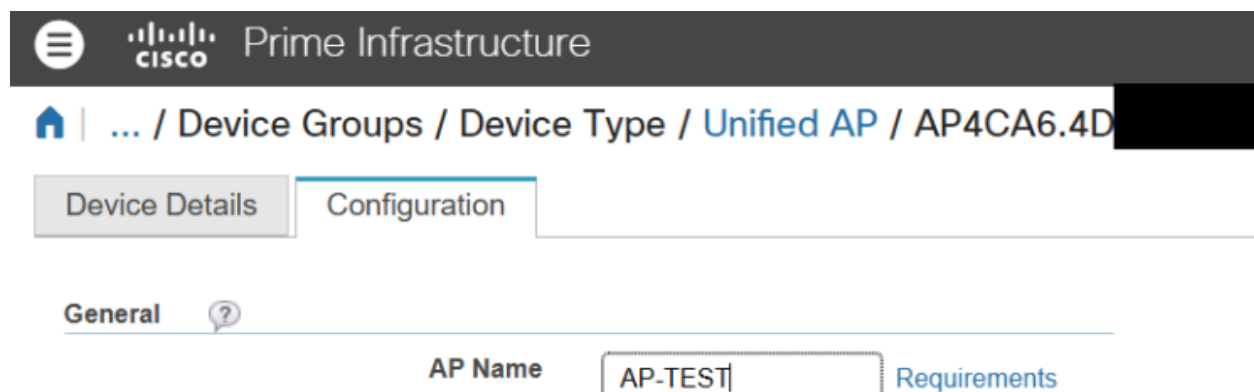 CISCO Prime Infrastructure
... / Device Groups / Device Type / Unified AP / AP4CA6.4D
Device Details Configuration
General ?
AP Name AP-TEST Requirements